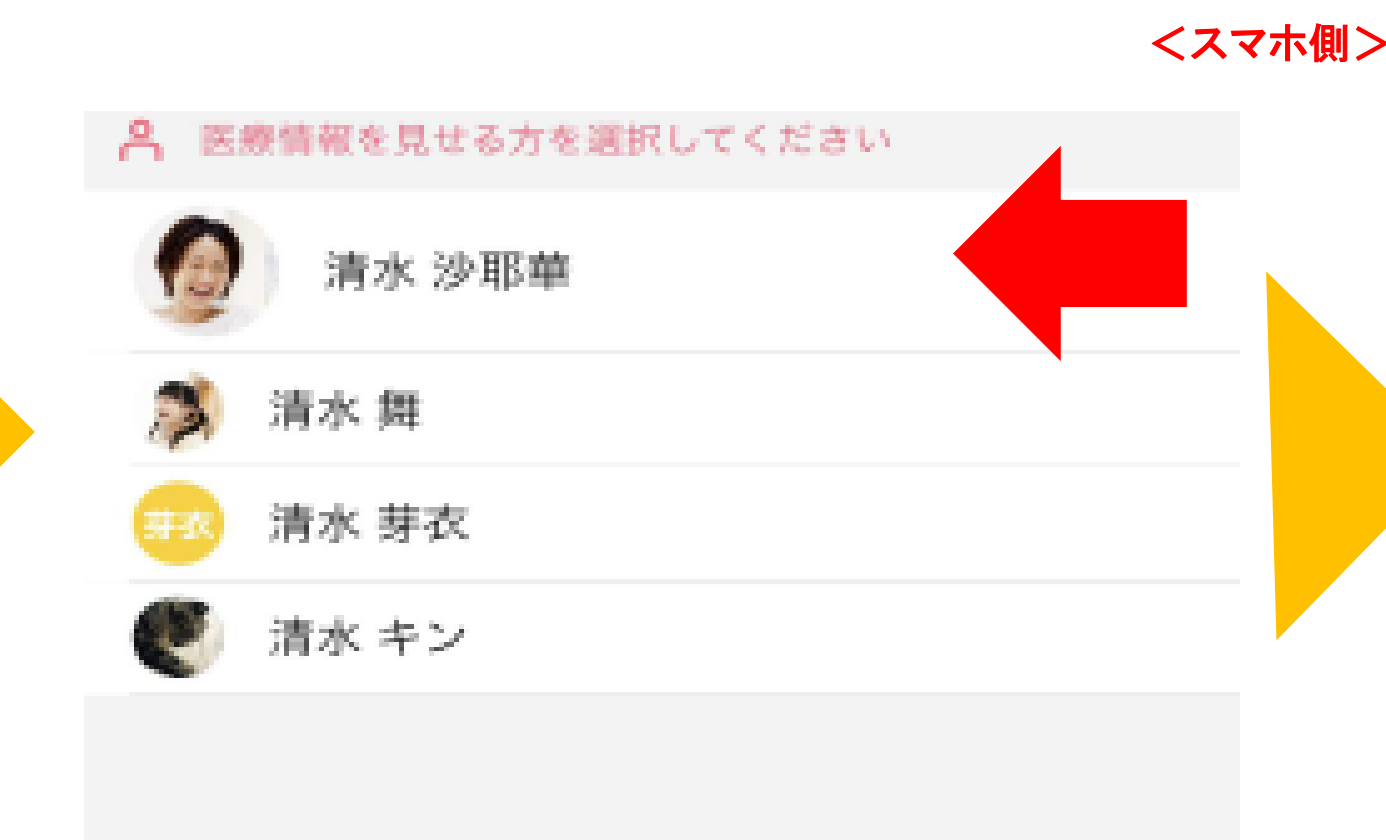 ＜スマホ側＞
医療情報を見せる方を選択してください
清水 沙耶華
清水 舞
芽衣 清水 芽衣
清水 キン